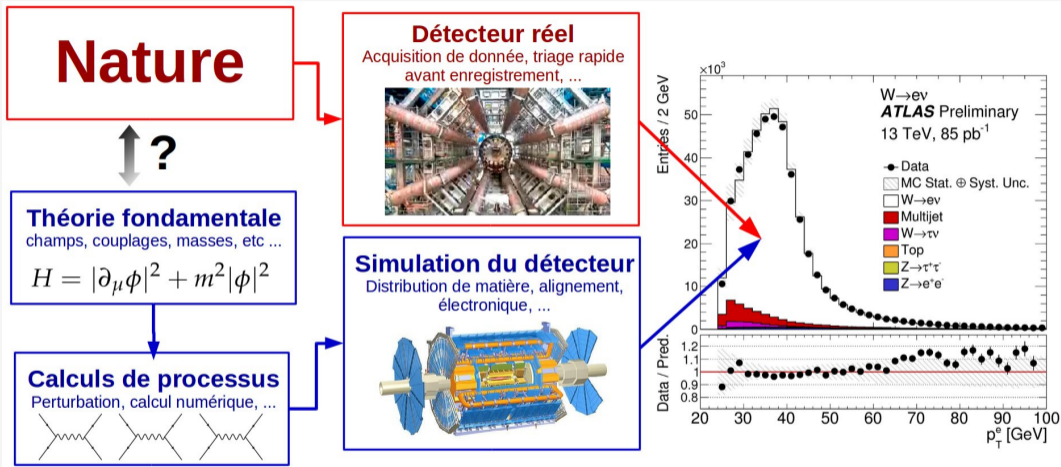 Nature
?
Théorie fondamentale
champs, couplages, masses, etc ...
H = |∂μϕ|² + m²|ϕ|²
Calculs de processus
Perturbation, calcul numérique, ...
Détecteur réel
Acquisition de donnée, triage rapide
avant enregistrement, ...
Simulation du détecteur
Distribution de matière, alignement,
électronique, ...
×10³
Entries / 2 GeV
50
40
30
20
10
0
W→eν
ATLAS Preliminary
13 TeV, 85 pb⁻¹
Data
MC Stat. ⊕ Syst. Unc.
W→eν
Multijet
W→τν
Top
Z→τ⁺τ⁻
Z→e⁺e⁻
Data / Pred.
1.2
1.1
1
0.9
0.8
20 30 40 50 60 70 80 90 100
pᵉT [GeV]